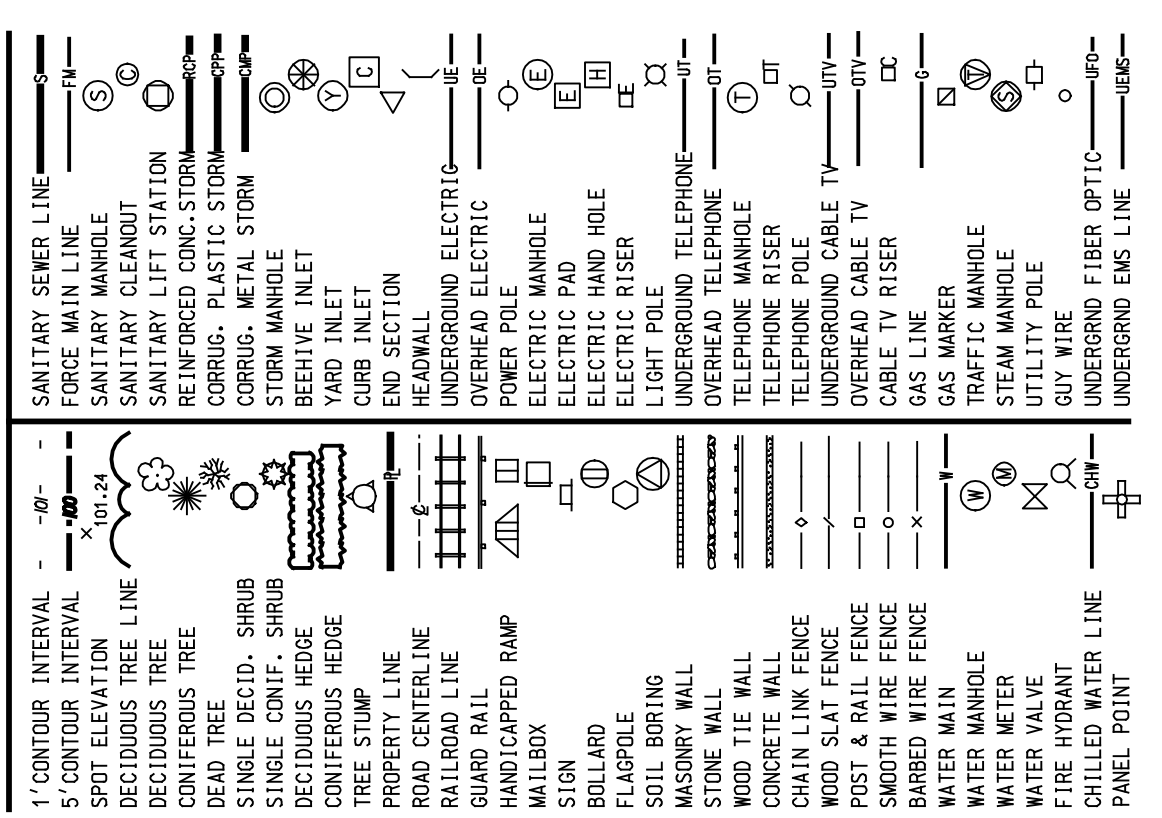 1'CONTOUR INTERVAL -101-
5'CONTOUR INTERVAL 100
SPOT ELEVATION 101.24
DECIDUOUS TREE LINE
DECIDUOUS TREE
CONIFEROUS TREE
DEAD TREE
SINGLE DECID. SHRUB
SINGLE CONIF. SHRUB
DECIDUOUS HEDGE
CONIFEROUS HEDGE
TREE STUMP
PROPERTY LINE PL
ROAD CENTERLINE ℄
RAILROAD LINE
GUARD RAIL
HANDICAPPED RAMP
MAILBOX
SIGN
BOLLARD
FLAGPOLE
SOIL BORING
MASONRY WALL
STONE WALL
WOOD TIE WALL
CONCRETE WALL
CHAIN LINK FENCE
WOOD SLAT FENCE
POST & RAIL FENCE
SMOOTH WIRE FENCE
BARBED WIRE FENCE
WATER MAIN W
WATER MANHOLE W
WATER METER M
WATER VALVE
FIRE HYDRANT
CHILLED WATER LINE CHW
PANEL POINT
SANITARY SEWER LINE S
FORCE MAIN LINE FM
SANITARY MANHOLE S
SANITARY CLEANOUT C
SANITARY LIFT STATION
REINFORCED CONC.STORM RCP
CORRUG. PLASTIC STORM CPP
CORRUG. METAL STORM CMP
STORM MANHOLE
BEEHIVE INLET
YARD INLET Y
CURB INLET C
END SECTION
HEADWALL
UNDERGROUND ELECTRIC UE
OVERHEAD ELECTRIC OE
POWER POLE
ELECTRIC MANHOLE E
ELECTRIC PAD E
ELECTRIC HAND HOLE H
ELECTRIC RISER E
LIGHT POLE
UNDERGROUND TELEPHONE UT
OVERHEAD TELEPHONE OT
TELEPHONE MANHOLE T
TELEPHONE RISER T
TELEPHONE POLE
UNDERGROUND CABLE TV UTV
OVERHEAD CABLE TV OTV
CABLE TV RISER C
GAS LINE G
GAS MARKER
TRAFFIC MANHOLE T
STEAM MANHOLE S
UTILITY POLE
GUY WIRE
UNDERGRND FIBER OPTIC UFO
UNDERGRND EMS LINE UEMS